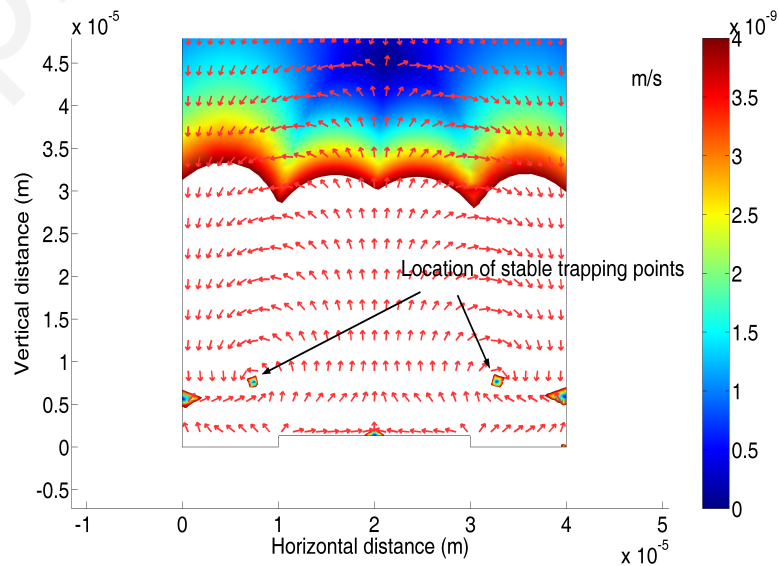 x 10⁻⁵
x 10⁻⁹
4.5
4
3.5
3
2.5
2
1.5
1
0.5
0
-0.5
Vertical distance (m)
m/s
Location of stable trapping points
4
3.5
3
2.5
2
1.5
1
0.5
0
-1 0 1 2 3 4 5
Horizontal distance (m)
x 10⁻⁵